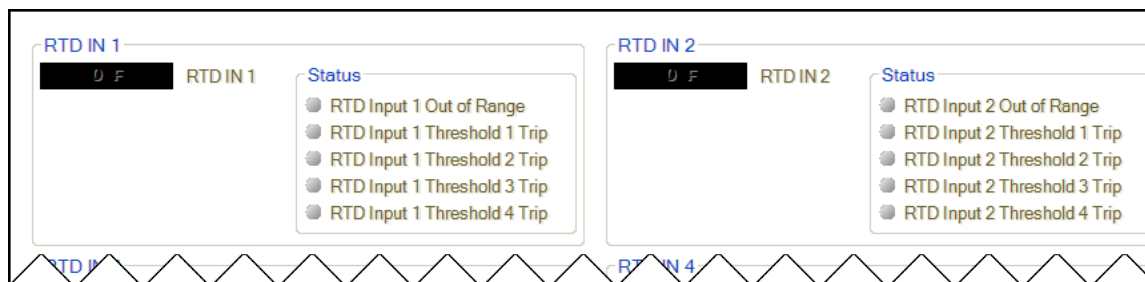 RTD IN 1
0 F
RTD IN 1
Status
RTD Input 1 Out of Range
RTD Input 1 Threshold 1 Trip
RTD Input 1 Threshold 2 Trip
RTD Input 1 Threshold 3 Trip
RTD Input 1 Threshold 4 Trip
RTD IN 2
0 F
RTD IN 2
Status
RTD Input 2 Out of Range
RTD Input 2 Threshold 1 Trip
RTD Input 2 Threshold 2 Trip
RTD Input 2 Threshold 3 Trip
RTD Input 2 Threshold 4 Trip
RTD
IN 4